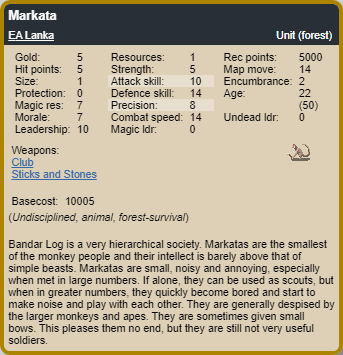 Markata
EA Lanka Unit (forest)
Gold: 5 Resources: 1 Rec points: 5000
Hit points: 5 Strength: 5 Map move: 14
Size: 1 Attack skill: 10 Encumbrance: 2
Protection: 0 Defence skill: 14 Age: 22
Magic res: 7 Precision: 8 (50)
Morale: 7 Combat speed: 14 Undead ldr: 0
Leadership: 10 Magic ldr: 0
Weapons:
Club
Sticks and Stones
Basecost: 10005
(Undisciplined, animal, forest-survival)
Bandar Log is a very hierarchical society. Markatas are the smallest
of the monkey people and their intellect is barely above that of
simple beasts. Markatas are small, noisy and annoying, especially
when met in large numbers. If alone, they can be used as scouts, but
when in greater numbers, they quickly become bored and start to
make noise and play with each other. They are generally despised by
the larger monkeys and apes. They are sometimes given small
bows. This pleases them no end, but they are still not very useful
soldiers.